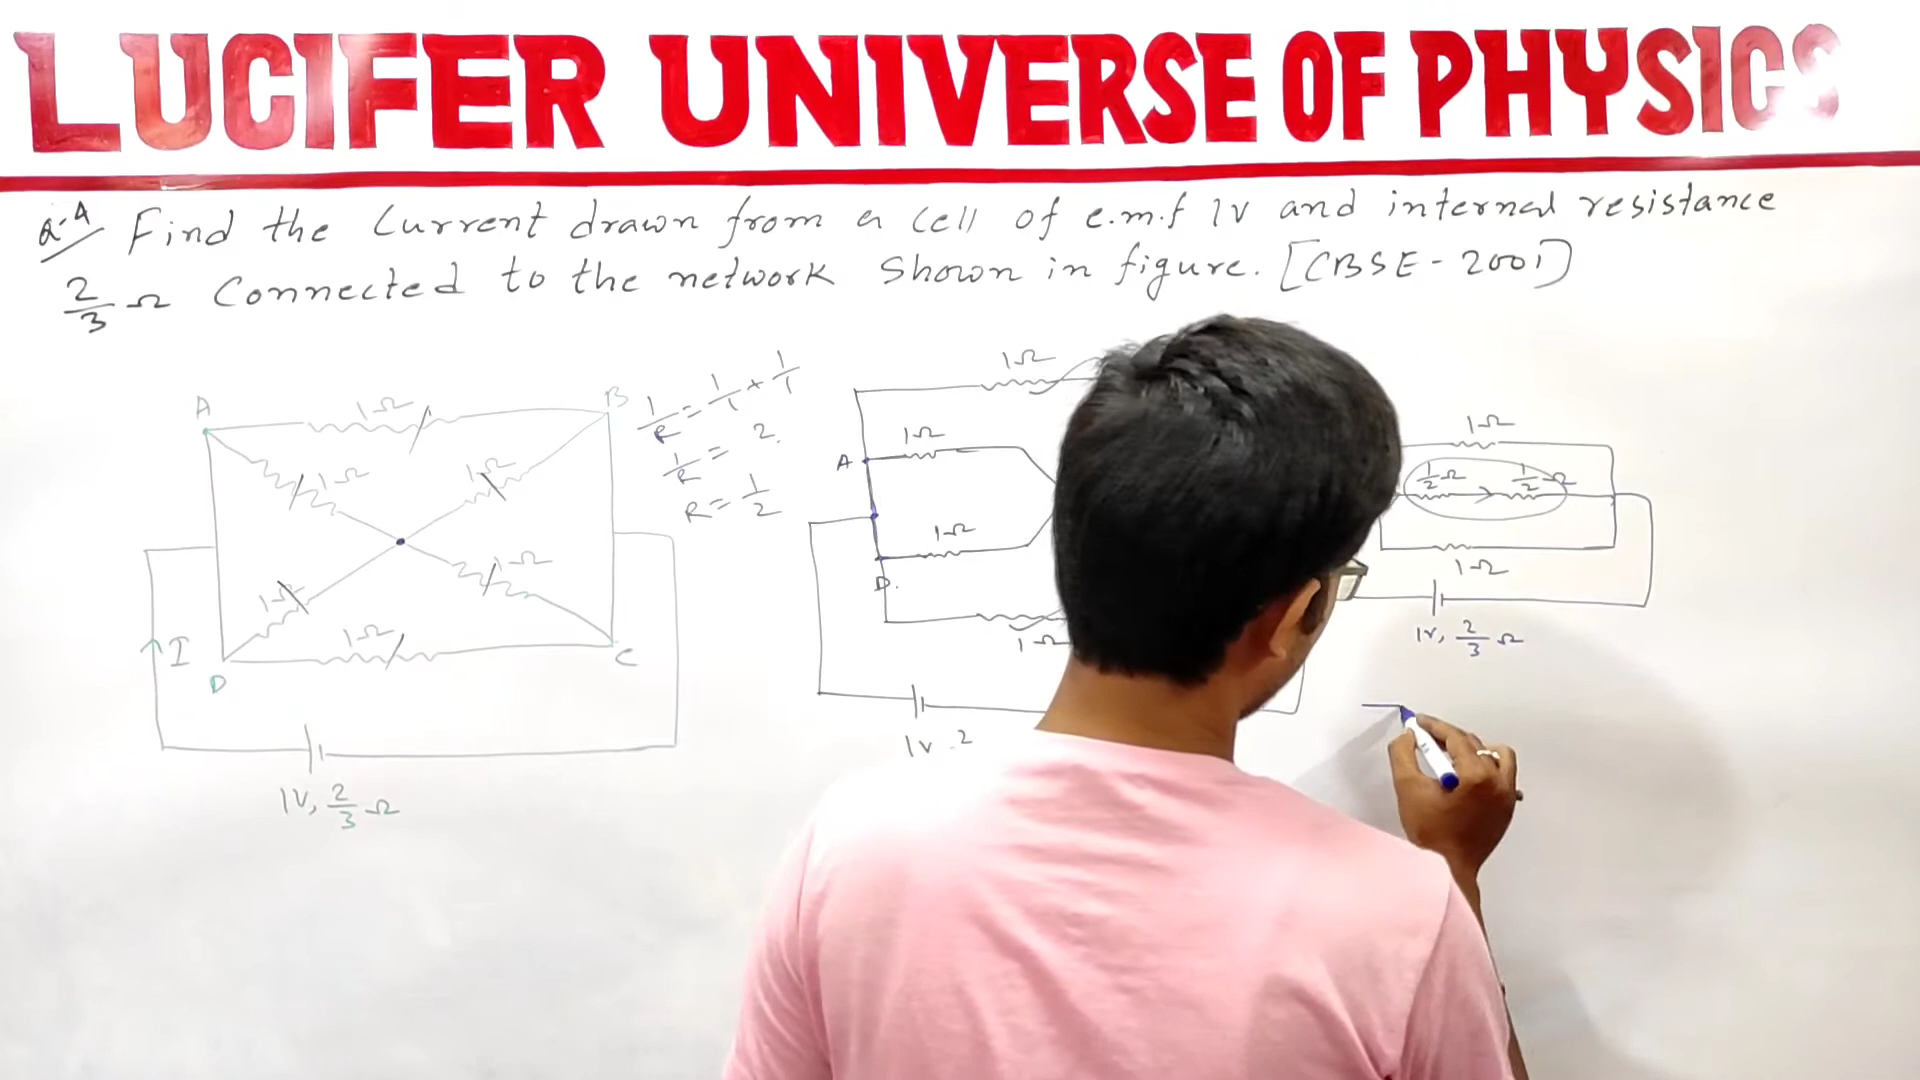 LUCIFER UNIVERSE OF PHYSICS
Q-4 Find the Current drawn from a cell of e.m.f 1V and internal resistance
2/3 Ω Connected to the network Shown in figure. [CBSE - 2001]
A 1Ω B
1Ω 1Ω
1Ω 1Ω
I
D 1Ω C
1V, 2/3 Ω
1/R = 1/1 + 1/1
1/R = 2.
R = 1/2
1Ω
A 1Ω
1Ω
D.
1Ω
1V 2
1Ω
1/2 Ω 1/2 Ω
1Ω
1V, 2/3 Ω